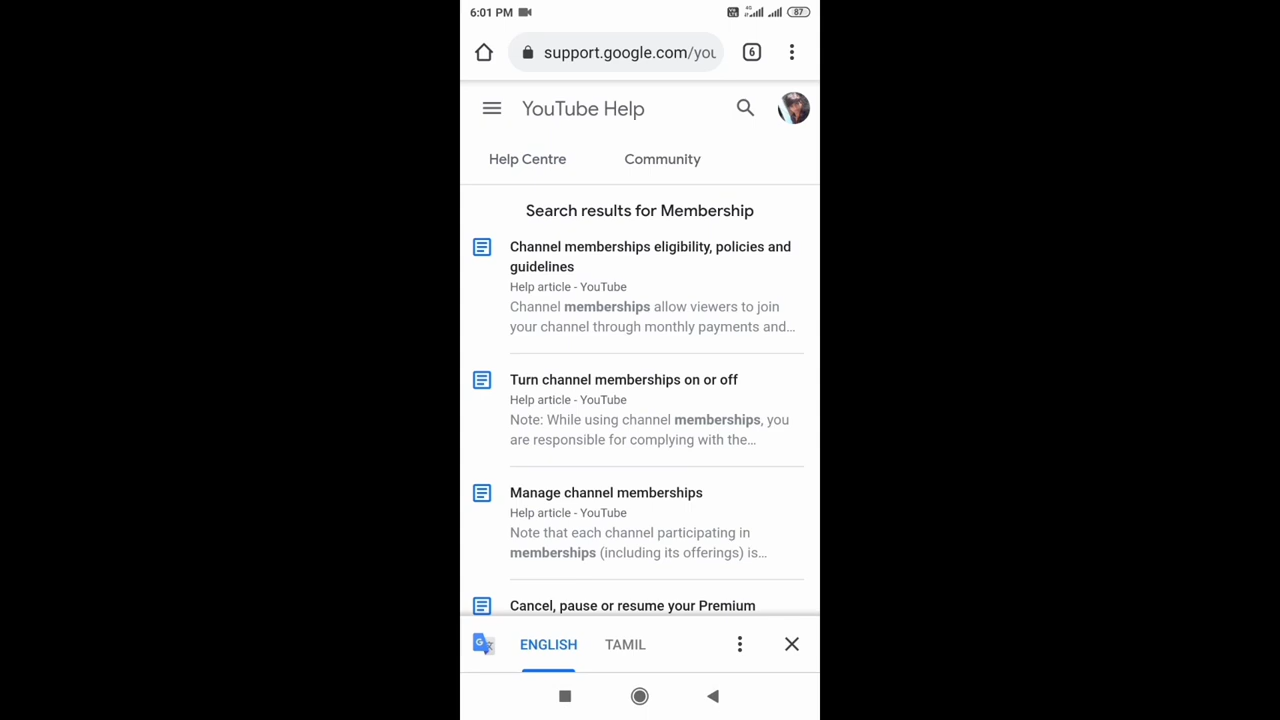 6:01 PM
4G
87
support.google.com/you
6
YouTube Help
Help Centre Community
Search results for Membership
Channel memberships eligibility, policies and
guidelines
Help article - YouTube
Channel memberships allow viewers to join
your channel through monthly payments and…
Turn channel memberships on or off
Help article - YouTube
Note: While using channel memberships, you
are responsible for complying with the…
Manage channel memberships
Help article - YouTube
Note that each channel participating in
memberships (including its offerings) is…
Cancel, pause or resume your Premium
ENGLISH TAMIL